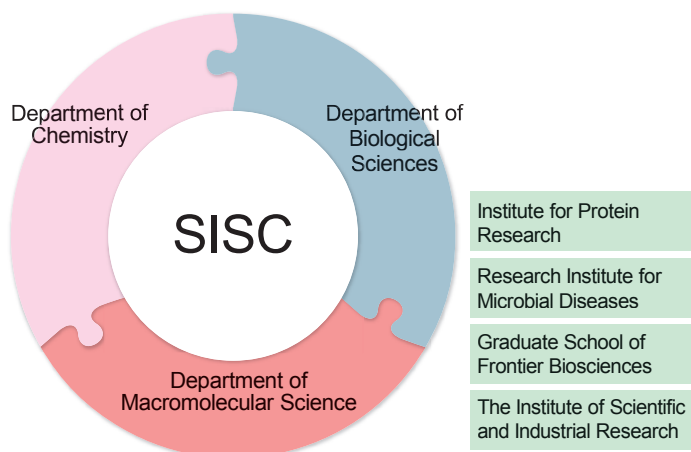 Department of
Chemistry
Department of
Biological
Sciences
SISC
Department of
Macromolecular Science
Institute for Protein
Research
Research Institute for
Microbial Diseases
Graduate School of
Frontier Biosciences
The Institute of Scientific
and Industrial Research